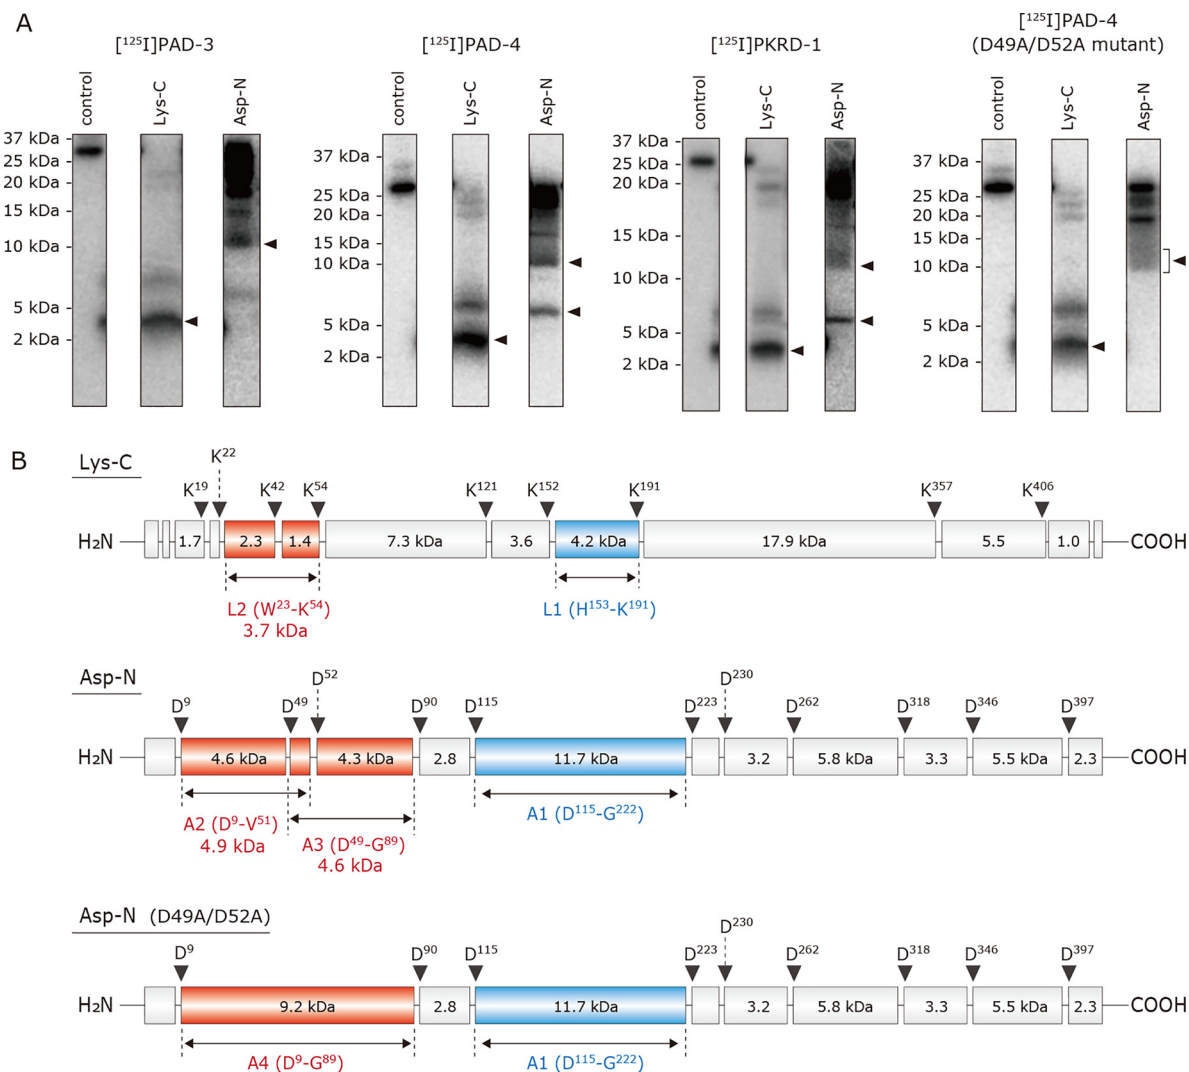 A
[¹²⁵I]PAD-3
control
Lys-C
Asp-N
37 kDa
25 kDa
20 kDa
15 kDa
10 kDa
5 kDa
2 kDa
[¹²⁵I]PAD-4
control
Lys-C
Asp-N
37 kDa
25 kDa
20 kDa
15 kDa
10 kDa
5 kDa
2 kDa
[¹²⁵I]PKRD-1
control
Lys-C
Asp-N
37 kDa
25 kDa
20 kDa
15 kDa
10 kDa
5 kDa
2 kDa
[¹²⁵I]PAD-4
(D49A/D52A mutant)
control
Lys-C
Asp-N
37 kDa
25 kDa
20 kDa
15 kDa
10 kDa
5 kDa
2 kDa
B
Lys-C
K²²
K¹⁹ K⁴² K⁵⁴ K¹²¹ K¹⁵² K¹⁹¹ K³⁵⁷ K⁴⁰⁶
H₂N 1.7 2.3 1.4 7.3 kDa 3.6 4.2 kDa 17.9 kDa 5.5 1.0 COOH
L2 (W²³-K⁵⁴) L1 (H¹⁵³-K¹⁹¹)
3.7 kDa
Asp-N
D⁵² D²³⁰
D⁹ D⁴⁹ D⁹⁰ D¹¹⁵ D²²³ D²⁶² D³¹⁸ D³⁴⁶ D³⁹⁷
H₂N 4.6 kDa 4.3 kDa 2.8 11.7 kDa 3.2 5.8 kDa 3.3 5.5 kDa 2.3 COOH
A2 (D⁹-V⁵¹) A1 (D¹¹⁵-G²²²)
4.9 kDa
A3 (D⁴⁹-G⁸⁹)
4.6 kDa
Asp-N (D49A/D52A)
D²³⁰
D⁹ D⁹⁰ D¹¹⁵ D²²³ D²⁶² D³¹⁸ D³⁴⁶ D³⁹⁷
H₂N 9.2 kDa 2.8 11.7 kDa 3.2 5.8 kDa 3.3 5.5 kDa 2.3 COOH
A4 (D⁹-G⁸⁹) A1 (D¹¹⁵-G²²²)